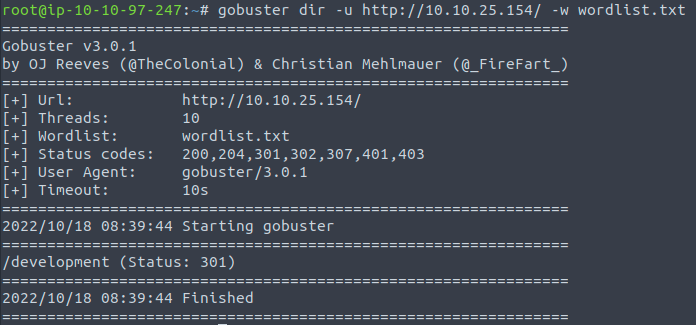 root@ip-10-10-97-247:~# gobuster dir -u http://10.10.25.154/ -w wordlist.txt
===============================================================
Gobuster v3.0.1
by OJ Reeves (@TheColonial) & Christian Mehlmauer (@_FireFart_)
===============================================================
[+] Url:            http://10.10.25.154/
[+] Threads:        10
[+] Wordlist:       wordlist.txt
[+] Status codes:   200,204,301,302,307,401,403
[+] User Agent:     gobuster/3.0.1
[+] Timeout:        10s
===============================================================
2022/10/18 08:39:44 Starting gobuster
===============================================================
/development (Status: 301)
===============================================================
2022/10/18 08:39:44 Finished
===============================================================